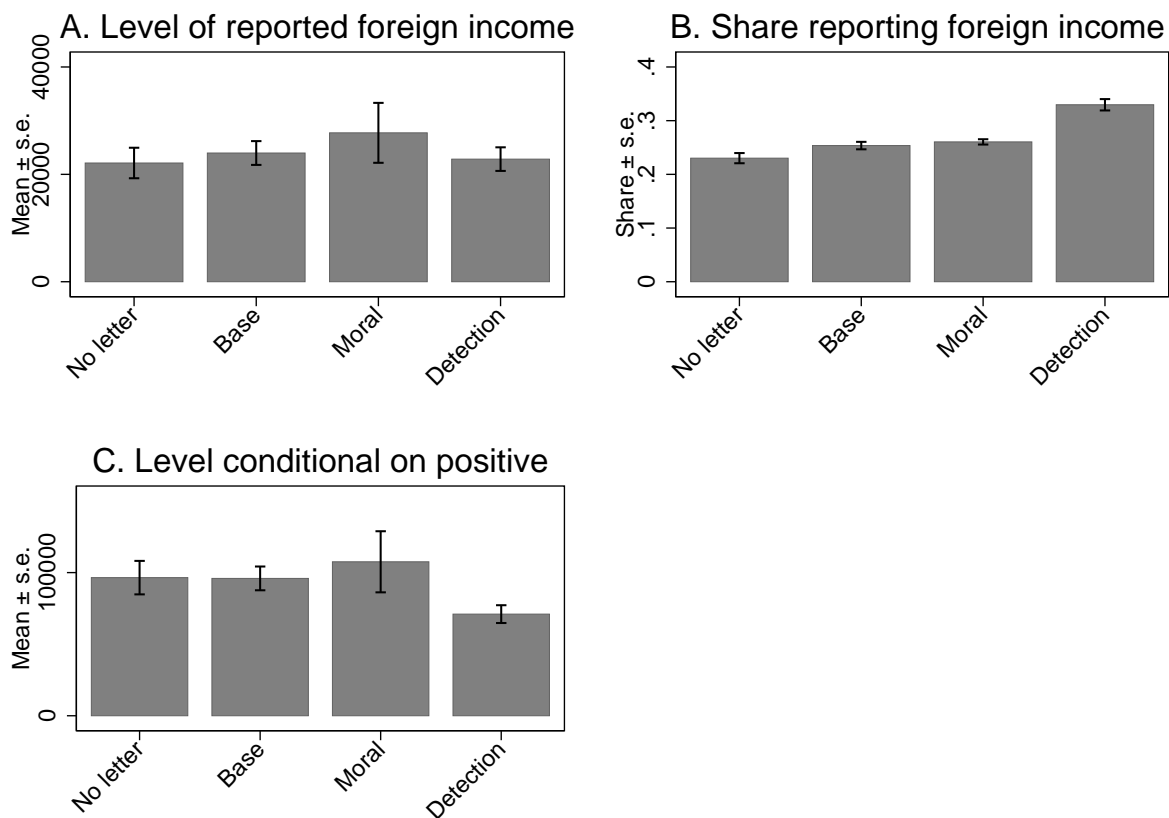 A. Level of reported foreign income
Mean ± s.e.
40000
20000
0
No letter
Base
Moral
Detection
B. Share reporting foreign income
Share ± s.e.
.4
.3
.2
.1
0
No letter
Base
Moral
Detection
C. Level conditional on positive
Mean ± s.e.
100000
0
No letter
Base
Moral
Detection